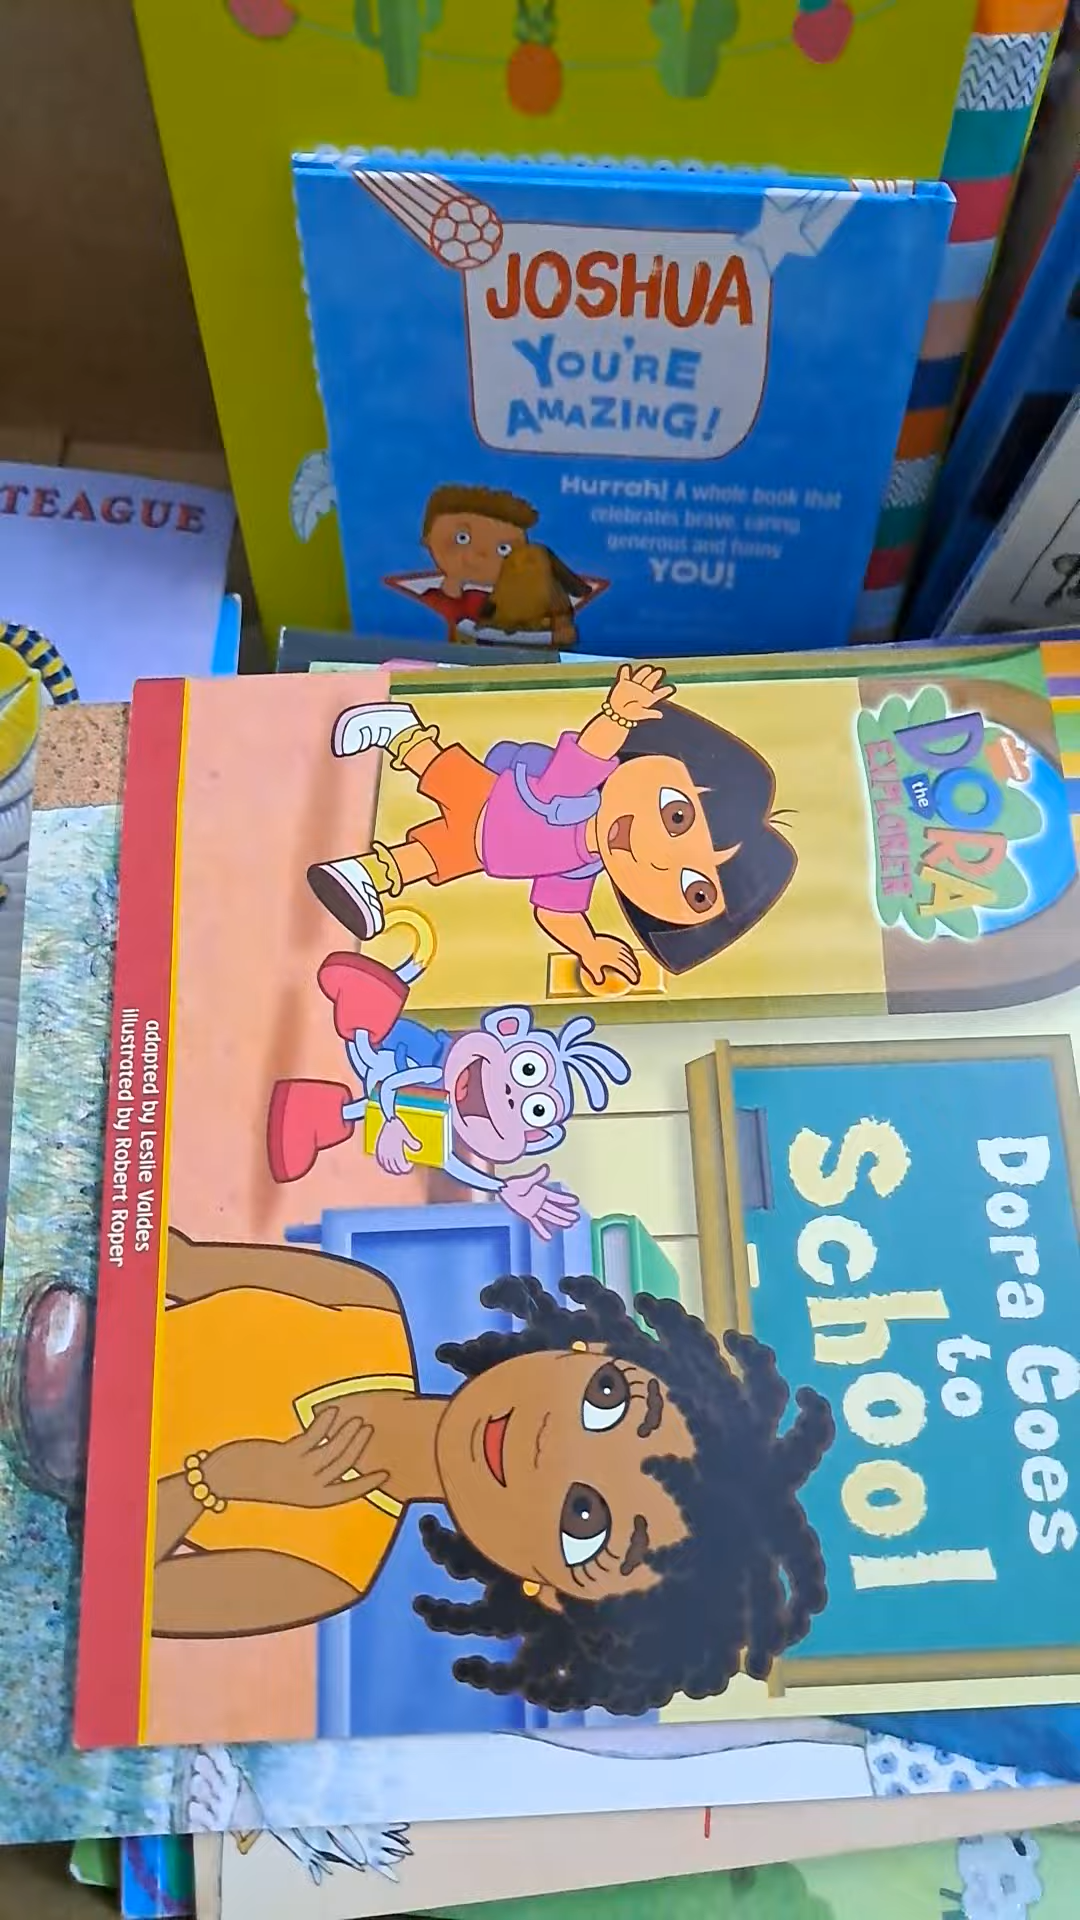 JOSHUA
YOU'RE
AMAZING!
Hurrah! A whole book that
celebrates brave, caring,
generous and funny
YOU!
TEAGUE
DORA
the
EXPLORER
Dora Goes
to
School
adapted by Leslie Valdes
illustrated by Robert Roper